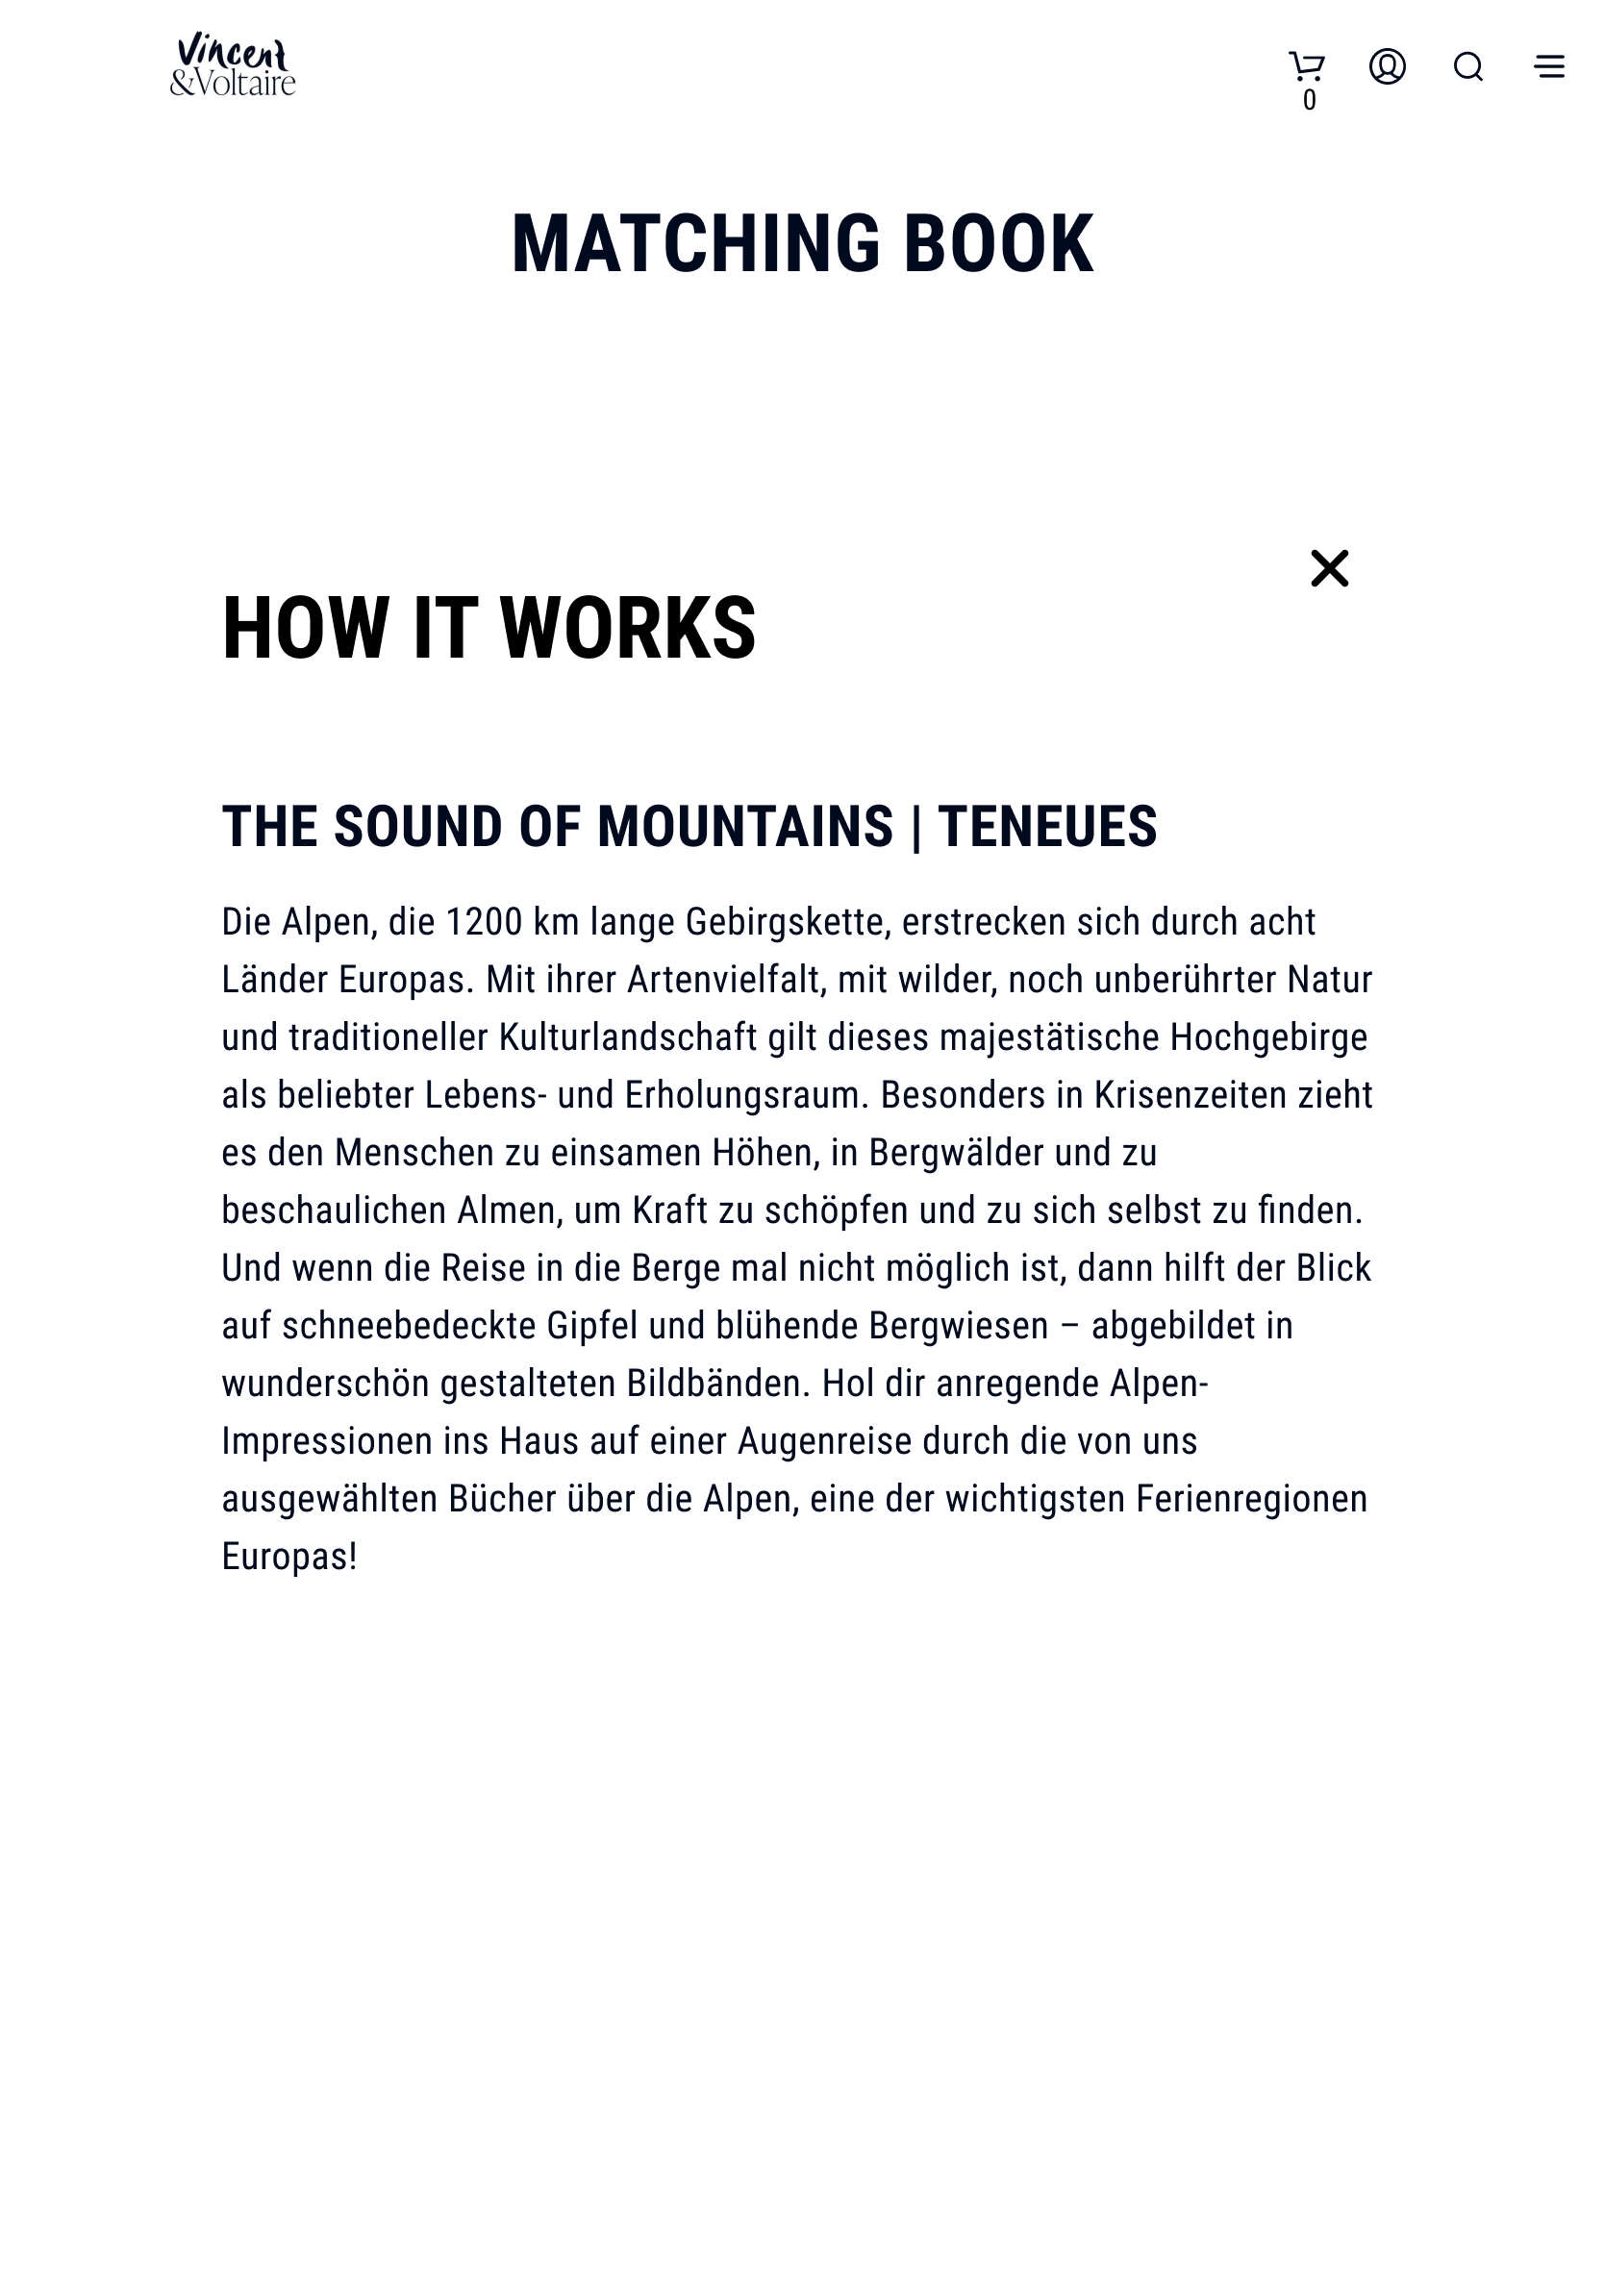 Vincent
&Voltaire
0
MATCHING BOOK
HOW IT WORKS
THE SOUND OF MOUNTAINS | TENEUES
Die Alpen, die 1200 km lange Gebirgskette, erstrecken sich durch acht
Länder Europas. Mit ihrer Artenvielfalt, mit wilder, noch unberührter Natur
und traditioneller Kulturlandschaft gilt dieses majestätische Hochgebirge
als beliebter Lebens- und Erholungsraum. Besonders in Krisenzeiten zieht
es den Menschen zu einsamen Höhen, in Bergwälder und zu
beschaulichen Almen, um Kraft zu schöpfen und zu sich selbst zu finden.
Und wenn die Reise in die Berge mal nicht möglich ist, dann hilft der Blick
auf schneebedeckte Gipfel und blühende Bergwiesen – abgebildet in
wunderschön gestalteten Bildbänden. Hol dir anregende Alpen-
Impressionen ins Haus auf einer Augenreise durch die von uns
ausgewählten Bücher über die Alpen, eine der wichtigsten Ferienregionen
Europas!